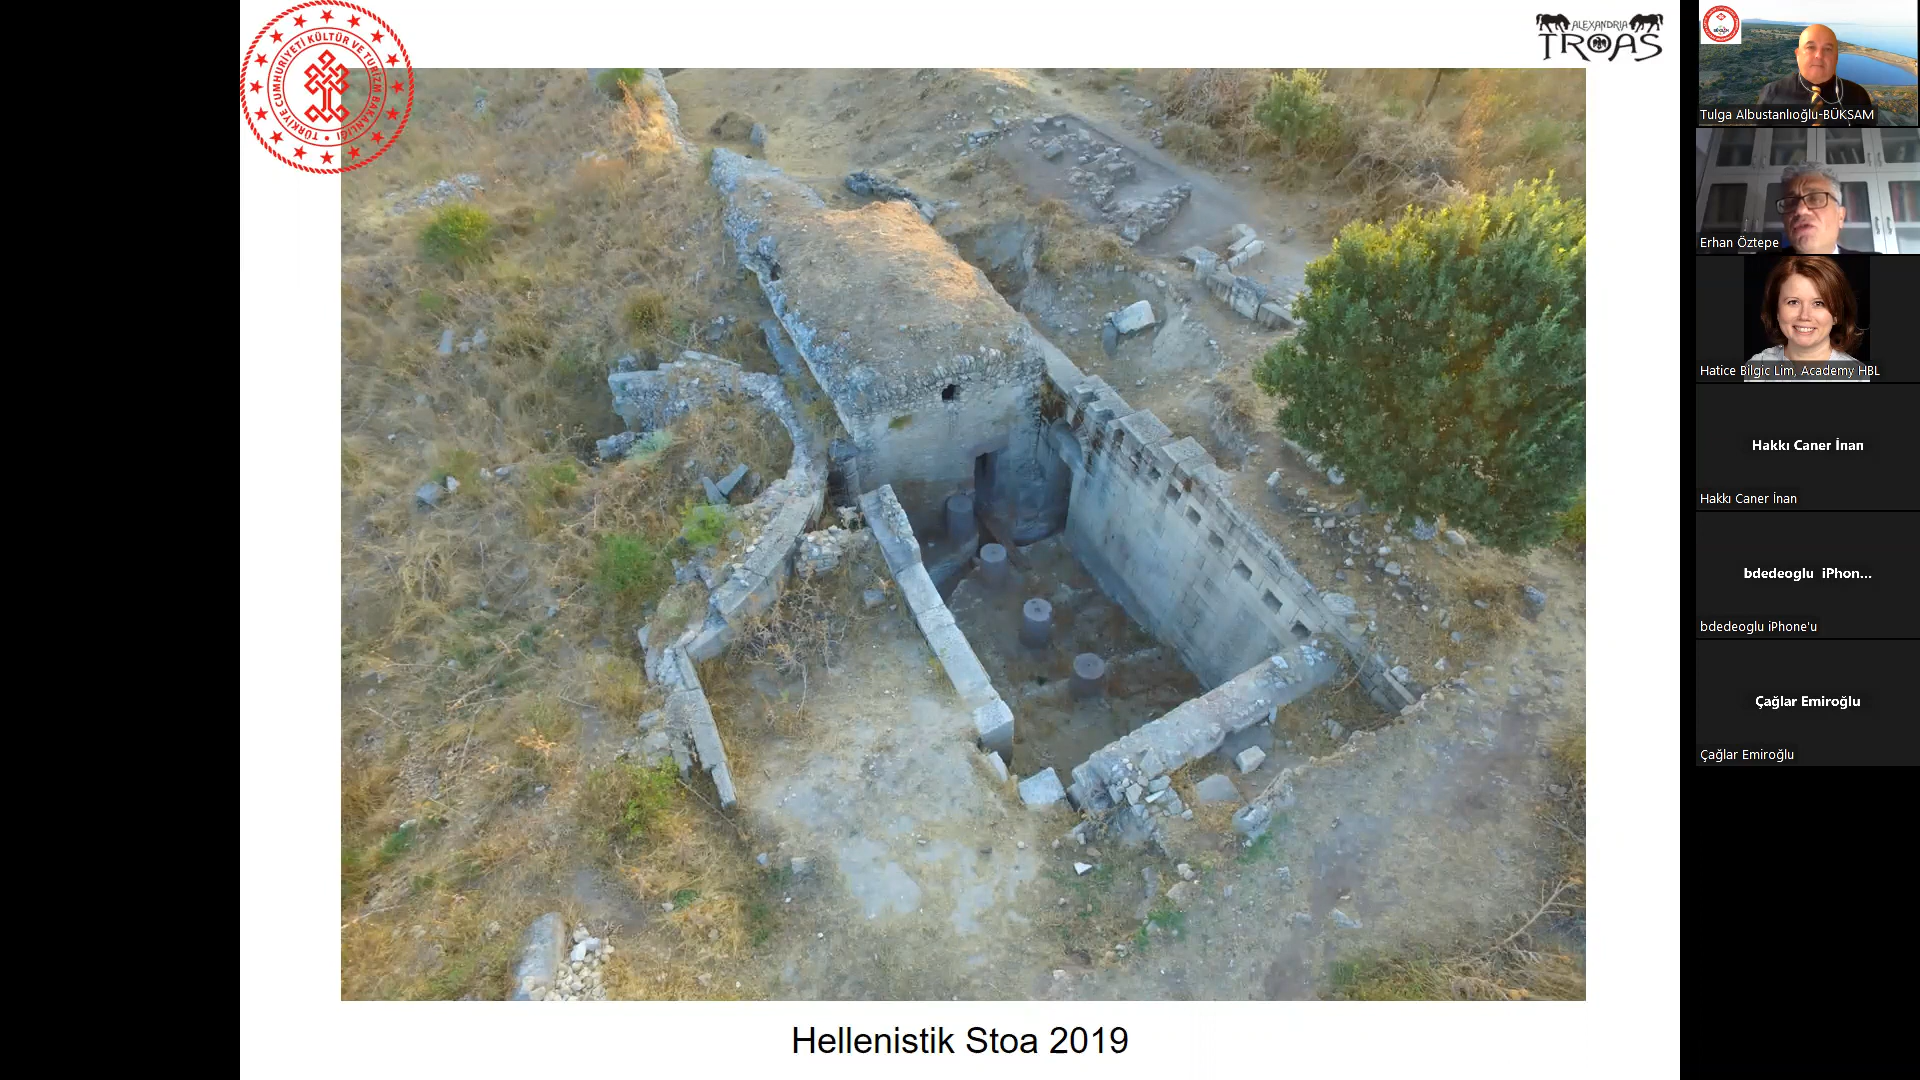 TÜRKİYE CUMHURİYETİ KÜLTÜR VE TURİZM BAKANLIĞI
ALEXANDRIA
TROAS
Hellenistik Stoa 2019
Tulga Albustanlıoğlu-BÜKSAM
Erhan Öztepe
Hatice Bilgic Lim, Academy HBL
Hakkı Caner İnan
Hakkı Caner İnan
bdedeoglu iPhon...
bdedeoglu iPhone'u
Çağlar Emiroğlu
Çağlar Emiroğlu